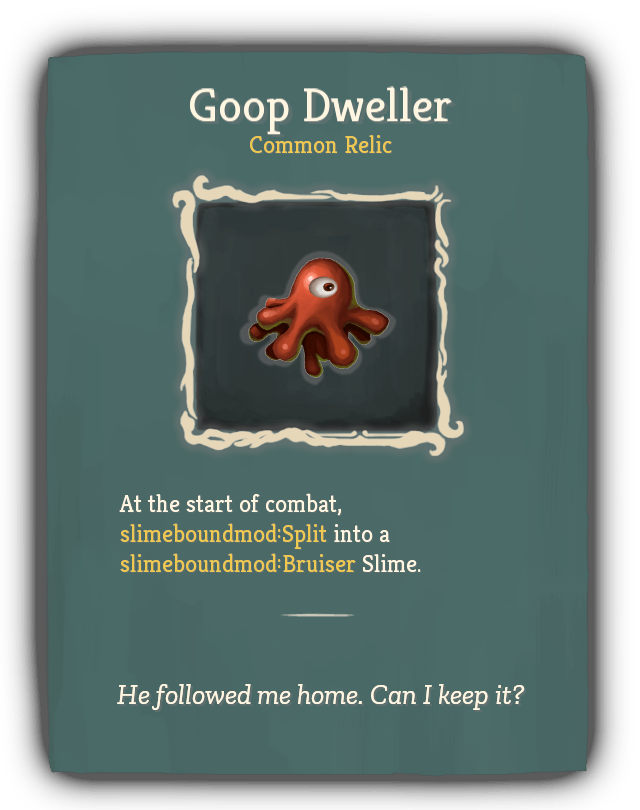 Goop Dweller
Common Relic
At the start of combat,
slimeboundmod:Split into a
slimeboundmod:Bruiser Slime.
He followed me home. Can I keep it?